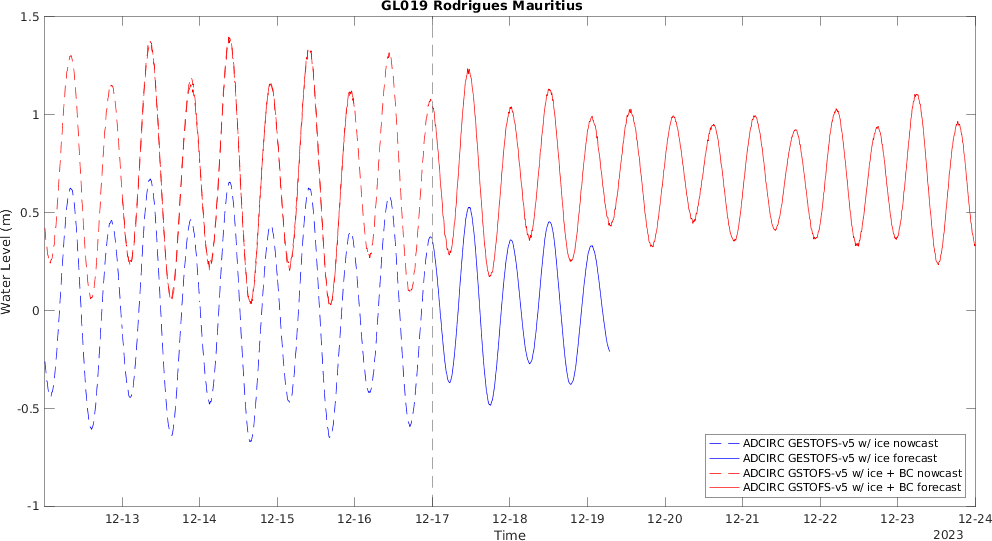 GL019 Rodrigues Mauritius
1.5
1
0.5
0
-0.5
-1
Water Level (m)
12-13
12-14
12-15
12-16
12-17
12-18
12-19
12-20
12-21
12-22
12-23
12-24
Time
2023
ADCIRC GESTOFS-v5 w/ ice nowcast
ADCIRC GESTOFS-v5 w/ ice forecast
ADCIRC GSTOFS-v5 w/ ice + BC nowcast
ADCIRC GSTOFS-v5 w/ ice + BC forecast